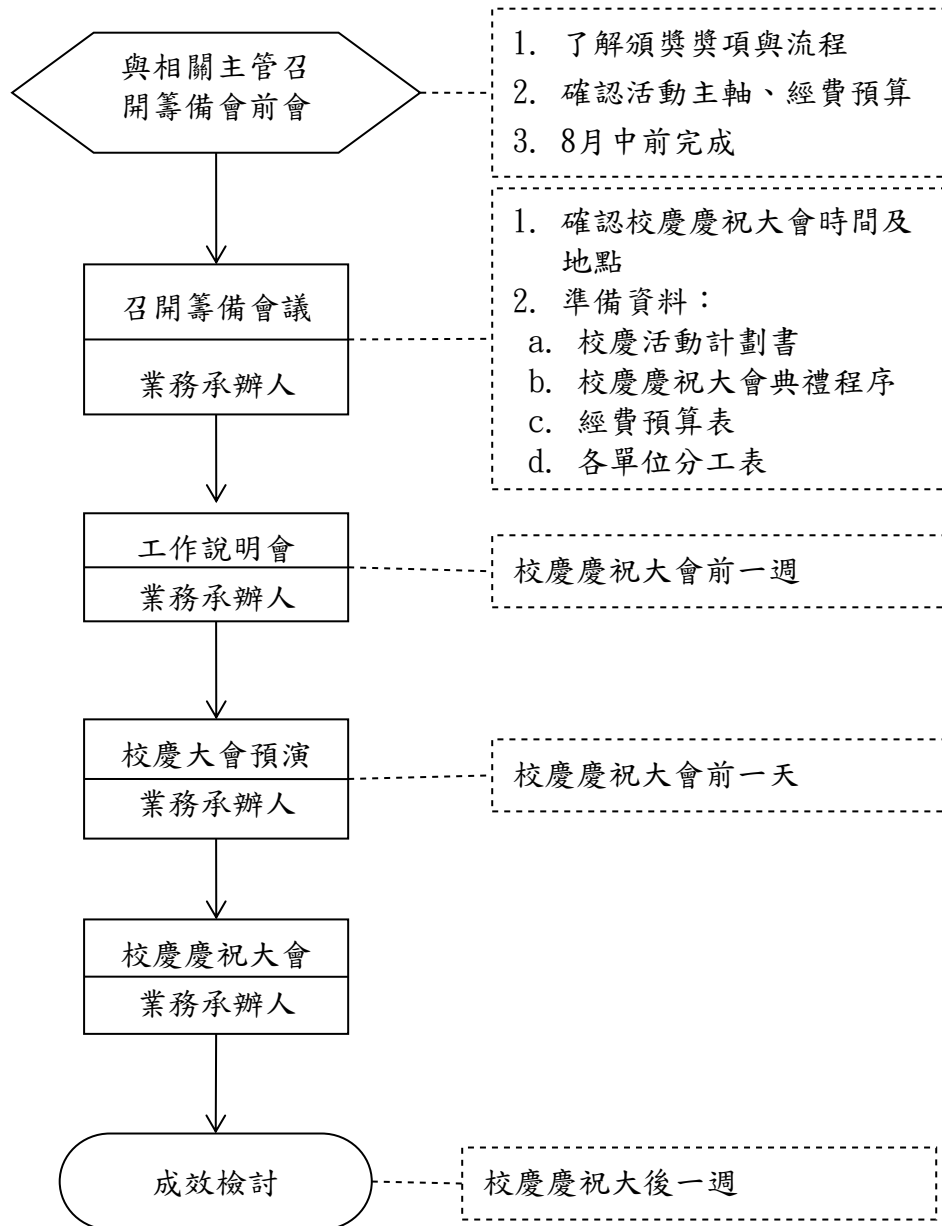 與相關主管召
開籌備會前會
1. 了解頒獎獎項與流程
2. 確認活動主軸、經費預算
3. 8月中前完成
召開籌備會議
業務承辦人
1. 確認校慶慶祝大會時間及
地點
2. 準備資料：
a. 校慶活動計劃書
b. 校慶慶祝大會典禮程序
c. 經費預算表
d. 各單位分工表
工作說明會
業務承辦人
校慶慶祝大會前一週
校慶大會預演
業務承辦人
校慶慶祝大會前一天
校慶慶祝大會
業務承辦人
成效檢討
校慶慶祝大後一週